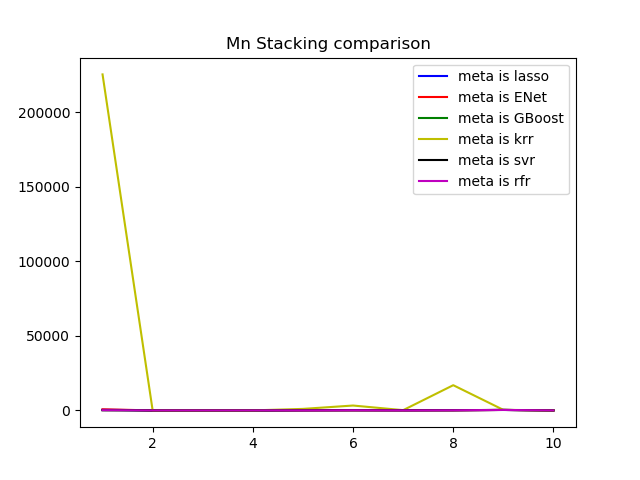 Mn Stacking comparison
meta is lasso
meta is ENet
meta is GBoost
meta is krr
meta is svr
meta is rfr
200000
150000
100000
50000
0
2 4 6 8 10